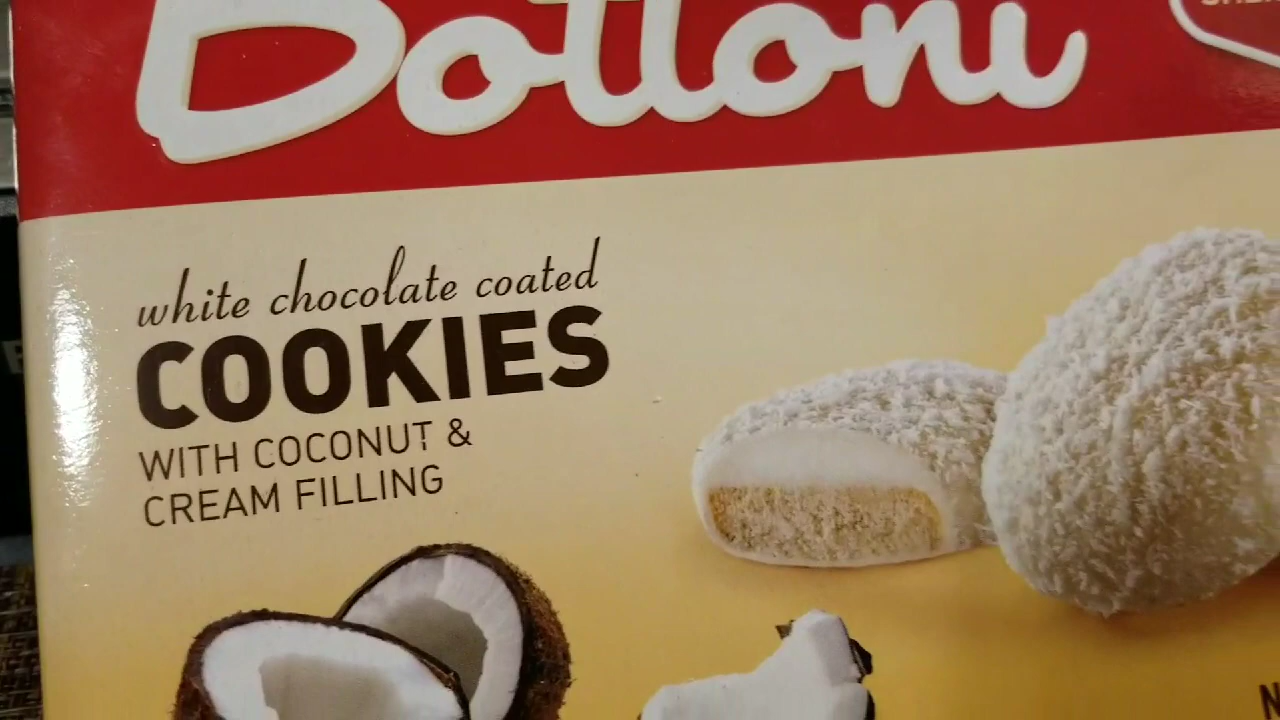 Bottoni
white chocolate coated
COOKIES
WITH COCONUT &
CREAM FILLING